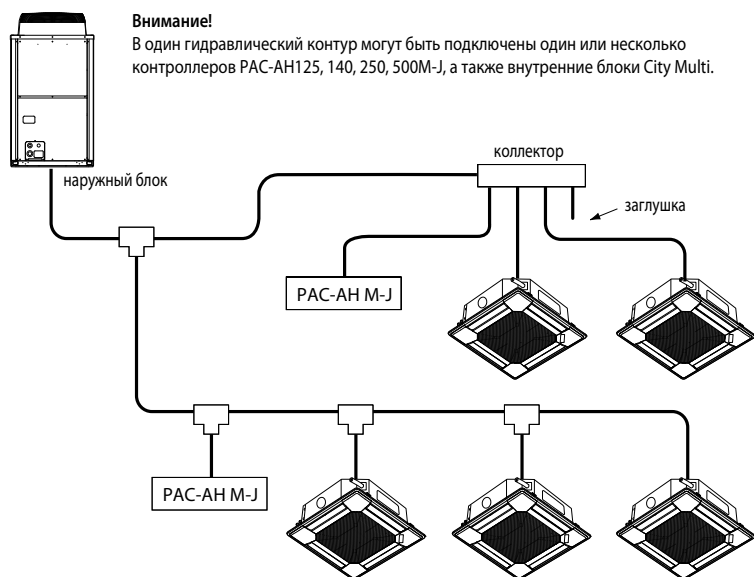 Внимание!
В один гидравлический контур могут быть подключены один или несколько
контроллеров PAC-AH125, 140, 250, 500M-J, а также внутренние блоки City Multi.
наружный блок
коллектор
заглушка
PAC-AH M-J
PAC-AH M-J